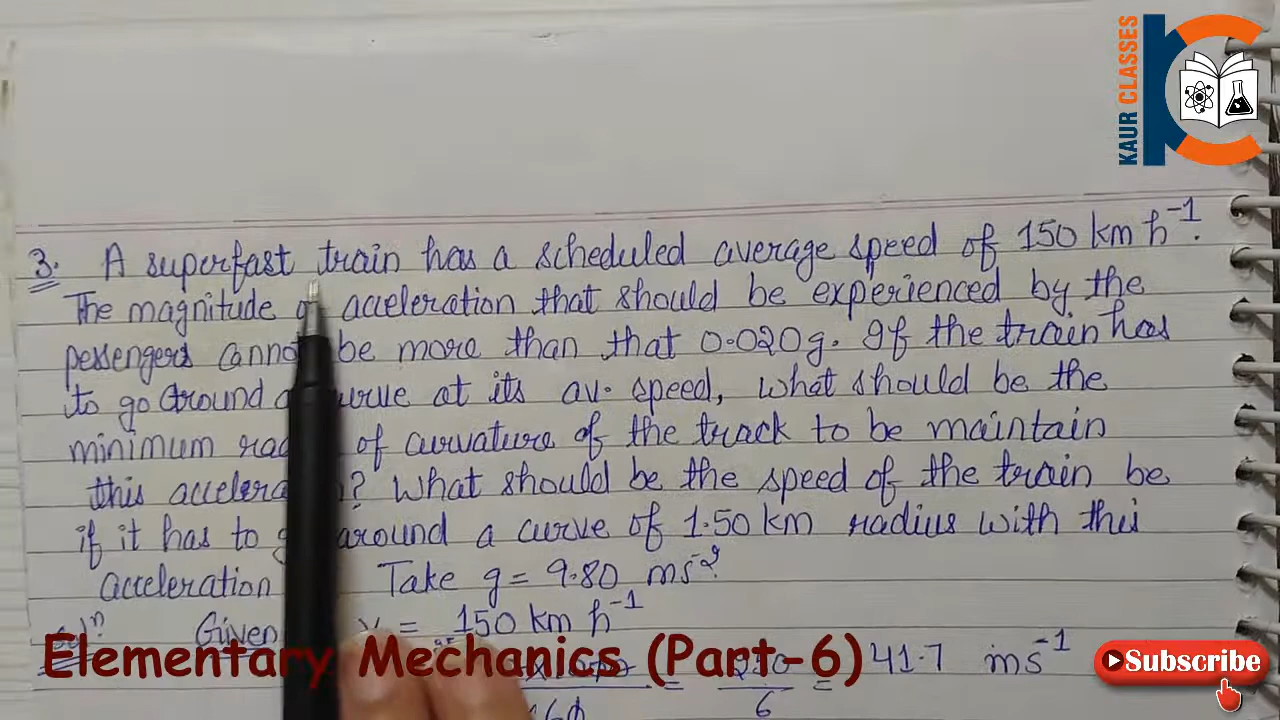 KAUR CLASSES
3. A superfast train has a scheduled average speed of 150 km h⁻¹.
The magnitude acceleration that should be experienced by the
pessengers cannot be more than that 0.020g. If the train has
to go around a curve at its av. speed, what should be the
minimum of curvature of the track to be maintain
this What should be the speed of the train be
if it has to around a curve of 1.50 km radius with this
acceleration Take g = 9.80 ms⁻²?
Solⁿ? Given = 150 km h⁻¹
= 250/6 = 41.7 ms⁻¹
Elementary Mechanics (Part-6)
Subscribe